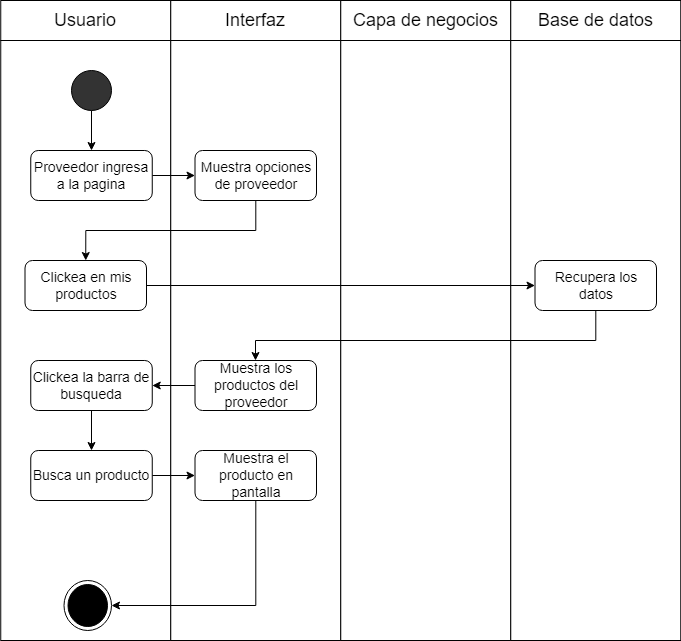 Usuario
Interfaz
Capa de negocios
Base de datos
Proveedor ingresa
a la pagina
Muestra opciones
de proveedor
Clickea en mis
productos
Recupera los
datos
Clickea la barra de
busqueda
Muestra los
productos del
proveedor
Busca un producto
Muestra el
producto en
pantalla